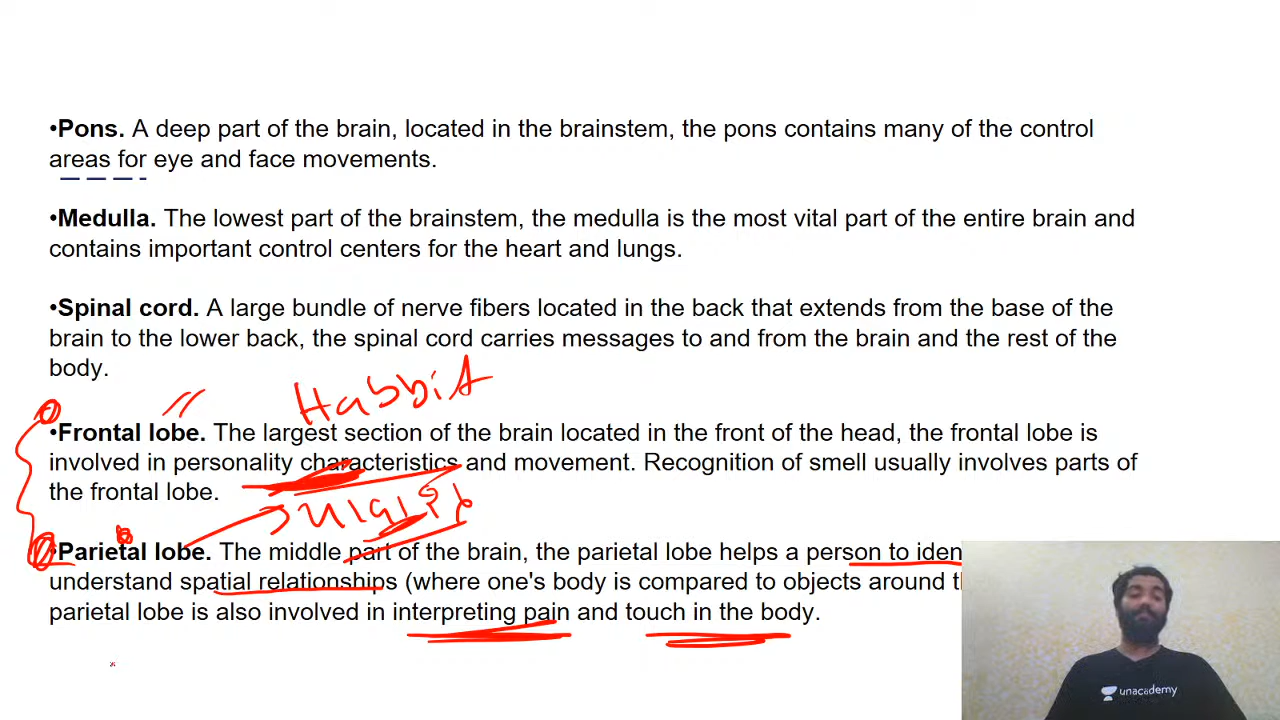 •Pons. A deep part of the brain, located in the brainstem, the pons contains many of the control
areas for eye and face movements.
•Medulla. The lowest part of the brainstem, the medulla is the most vital part of the entire brain and
contains important control centers for the heart and lungs.
•Spinal cord. A large bundle of nerve fibers located in the back that extends from the base of the
brain to the lower back, the spinal cord carries messages to and from the brain and the rest of the
body.
HabbiA
•Frontal lobe. The largest section of the brain located in the front of the head, the frontal lobe is
involved in personality characteristics and movement. Recognition of smell usually involves parts of
the frontal lobe.
•Parietal lobe. The middle part of the brain, the parietal lobe helps a person to iden
understand spatial relationships (where one's body is compared to objects around
parietal lobe is also involved in interpreting pain and touch in the body.
unacademy